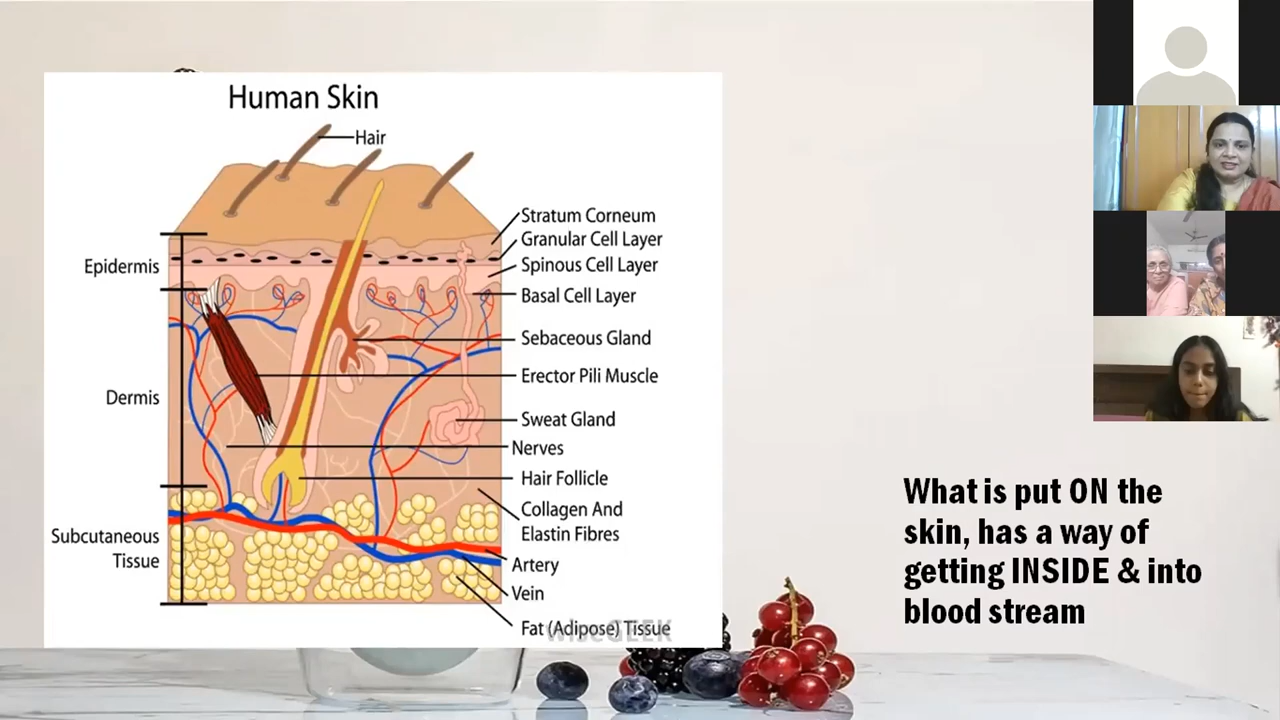 Human Skin
Hair
Stratum Corneum
Granular Cell Layer
Spinous Cell Layer
Basal Cell Layer
Sebaceous Gland
Erector Pili Muscle
Sweat Gland
Nerves
Hair Follicle
Collagen And
Elastin Fibres
Artery
Vein
Fat (Adipose) Tissue
wiseGEEK
Epidermis
Dermis
Subcutaneous
Tissue
What is put ON the
skin, has a way of
getting INSIDE & into
blood stream